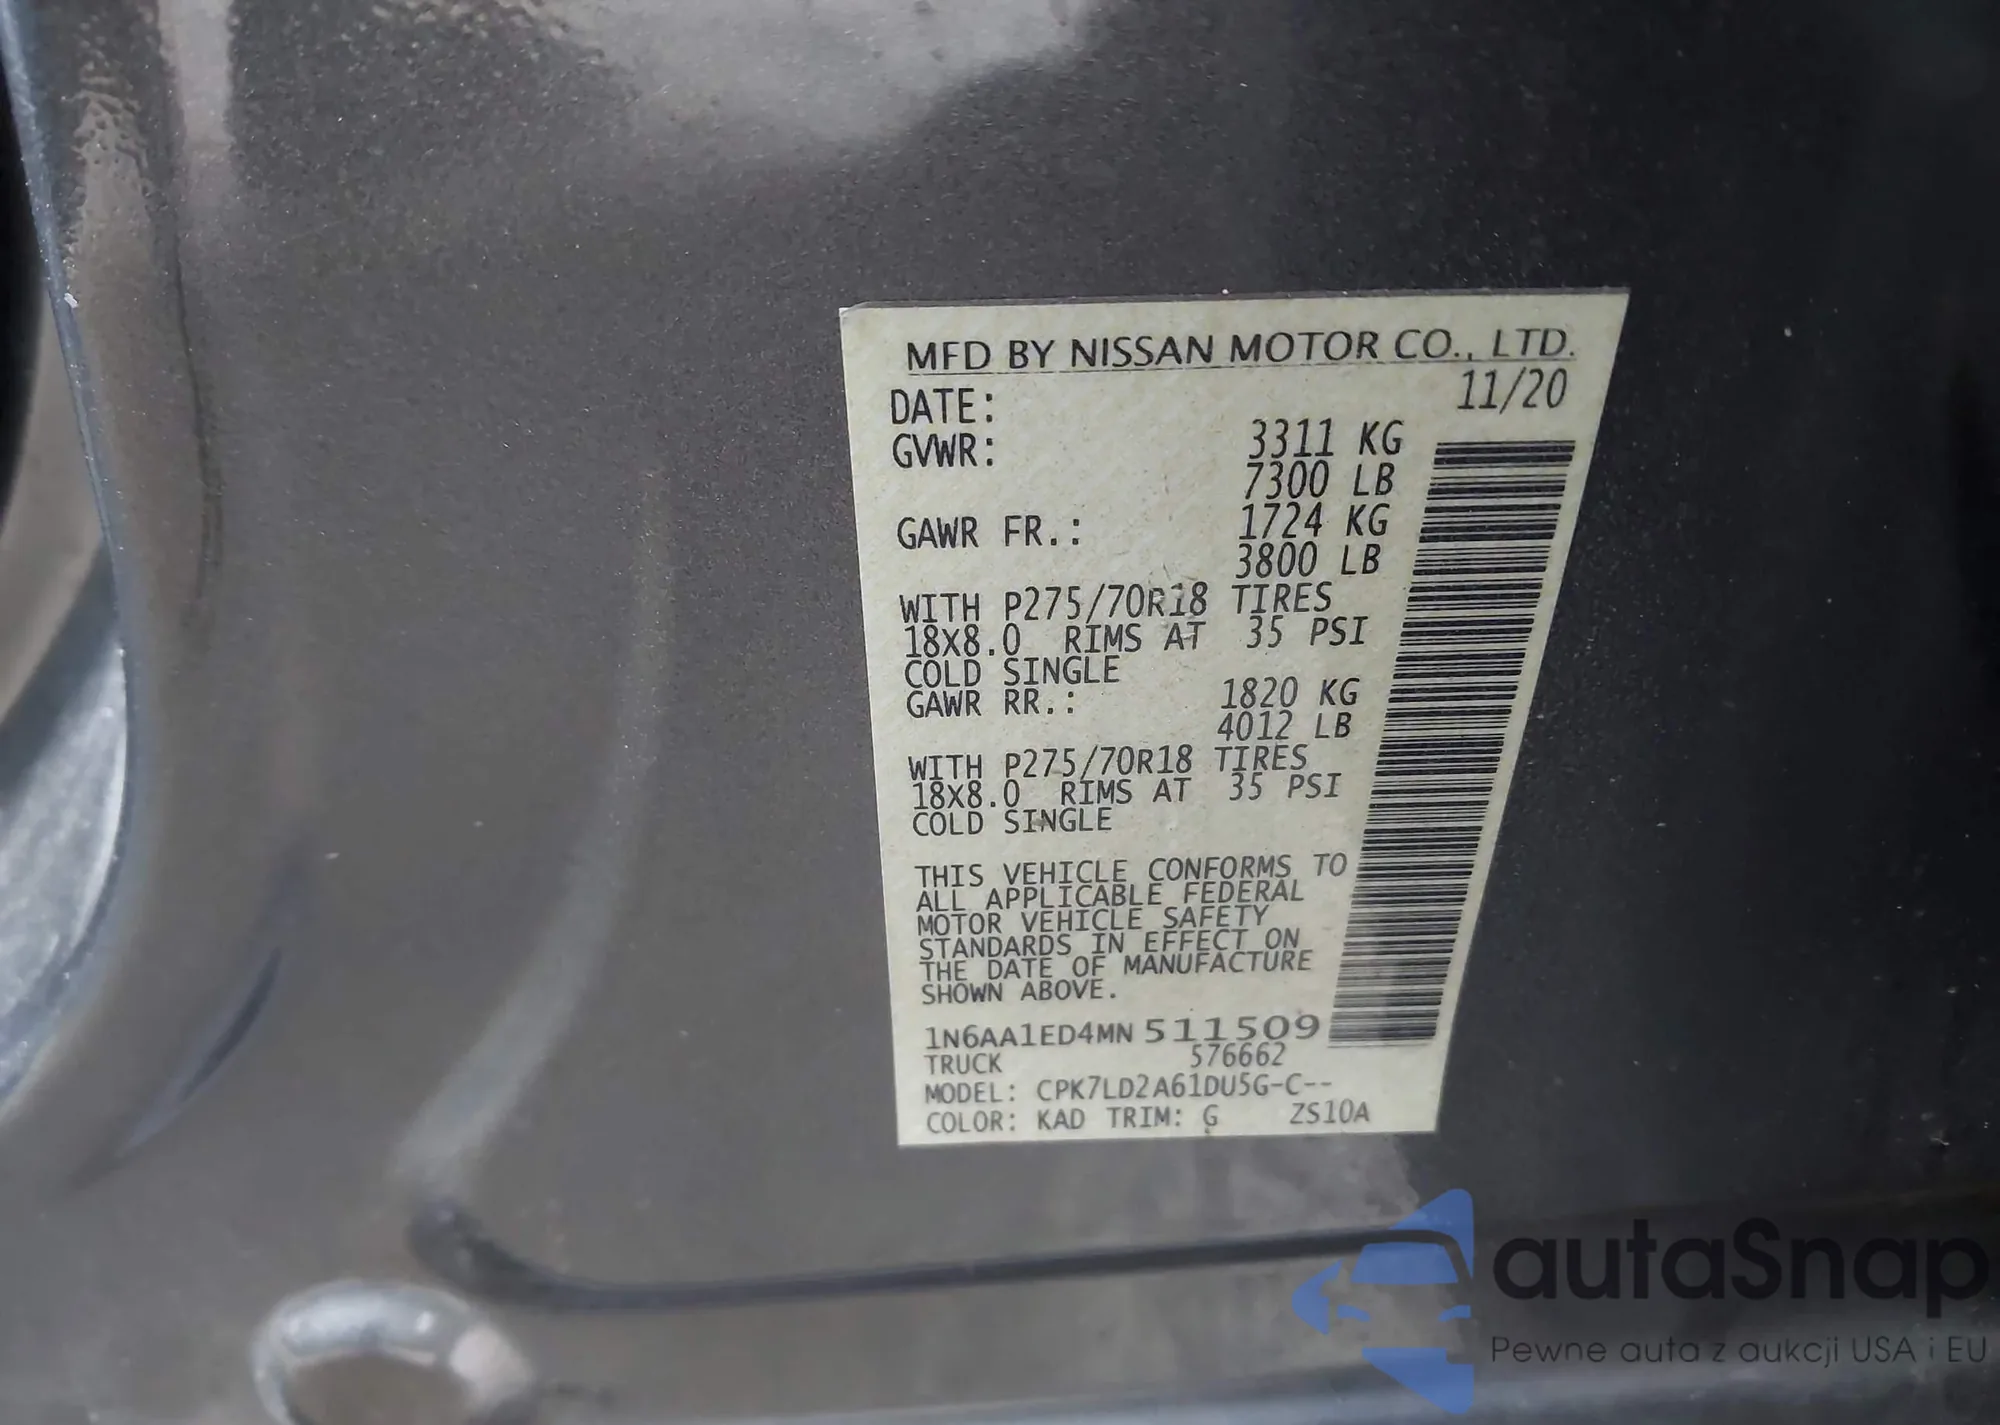 MFD BY NISSAN MOTOR CO., LTD.
DATE: 11/20
GVWR: 3311 KG
7300 LB
GAWR FR.: 1724 KG
3800 LB
WITH P275/70R18 TIRES
18X8.0 RIMS AT 35 PSI
COLD SINGLE
GAWR RR.: 1820 KG
4012 LB
WITH P275/70R18 TIRES
18X8.0 RIMS AT 35 PSI
COLD SINGLE
THIS VEHICLE CONFORMS TO
ALL APPLICABLE FEDERAL
MOTOR VEHICLE SAFETY
STANDARDS IN EFFECT ON
THE DATE OF MANUFACTURE
SHOWN ABOVE.
1N6AA1ED4MN511509
TRUCK 576662
MODEL: CPK7LD2A61DU5G-C--
COLOR: KAD TRIM: G ZS10A
autaSnap
Pewne auta z aukcji USA i EU